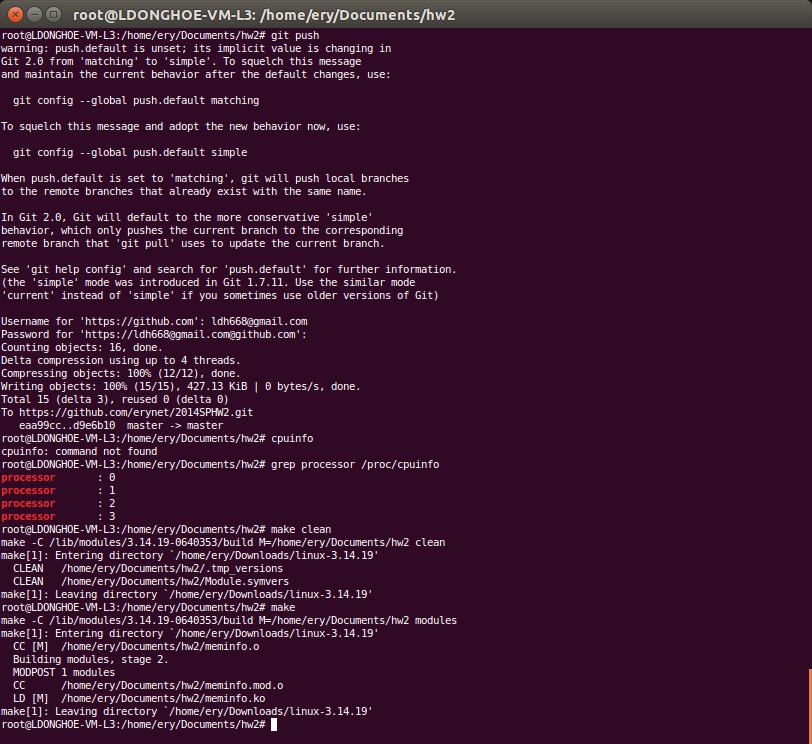 root@LDONGHOE-VM-L3: /home/ery/Documents/hw2
root@LDONGHOE-VM-L3:/home/ery/Documents/hw2# git push
warning: push.default is unset; its implicit value is changing in
Git 2.0 from 'matching' to 'simple'. To squelch this message
and maintain the current behavior after the default changes, use:

  git config --global push.default matching

To squelch this message and adopt the new behavior now, use:

  git config --global push.default simple

When push.default is set to 'matching', git will push local branches
to the remote branches that already exist with the same name.

In Git 2.0, Git will default to the more conservative 'simple'
behavior, which only pushes the current branch to the corresponding
remote branch that 'git pull' uses to update the current branch.

See 'git help config' and search for 'push.default' for further information.
(the 'simple' mode was introduced in Git 1.7.11. Use the similar mode
'current' instead of 'simple' if you sometimes use older versions of Git)

Username for 'https://github.com': ldh668@gmail.com
Password for 'https://ldh668@gmail.com@github.com':
Counting objects: 16, done.
Delta compression using up to 4 threads.
Compressing objects: 100% (12/12), done.
Writing objects: 100% (15/15), 427.13 KiB | 0 bytes/s, done.
Total 15 (delta 3), reused 0 (delta 0)
To https://github.com/erynet/2014SPHW2.git
   eaa99cc..d9e6b10  master -> master
root@LDONGHOE-VM-L3:/home/ery/Documents/hw2# cpuinfo
cpuinfo: command not found
root@LDONGHOE-VM-L3:/home/ery/Documents/hw2# grep processor /proc/cpuinfo
processor       : 0
processor       : 1
processor       : 2
processor       : 3
root@LDONGHOE-VM-L3:/home/ery/Documents/hw2# make clean
make -C /lib/modules/3.14.19-0640353/build M=/home/ery/Documents/hw2 clean
make[1]: Entering directory `/home/ery/Downloads/linux-3.14.19'
  CLEAN   /home/ery/Documents/hw2/.tmp_versions
  CLEAN   /home/ery/Documents/hw2/Module.symvers
make[1]: Leaving directory `/home/ery/Downloads/linux-3.14.19'
root@LDONGHOE-VM-L3:/home/ery/Documents/hw2# make
make -C /lib/modules/3.14.19-0640353/build M=/home/ery/Documents/hw2 modules
make[1]: Entering directory `/home/ery/Downloads/linux-3.14.19'
  CC [M]  /home/ery/Documents/hw2/meminfo.o
  Building modules, stage 2.
  MODPOST 1 modules
  CC      /home/ery/Documents/hw2/meminfo.mod.o
  LD [M]  /home/ery/Documents/hw2/meminfo.ko
make[1]: Leaving directory `/home/ery/Downloads/linux-3.14.19'
root@LDONGHOE-VM-L3:/home/ery/Documents/hw2#